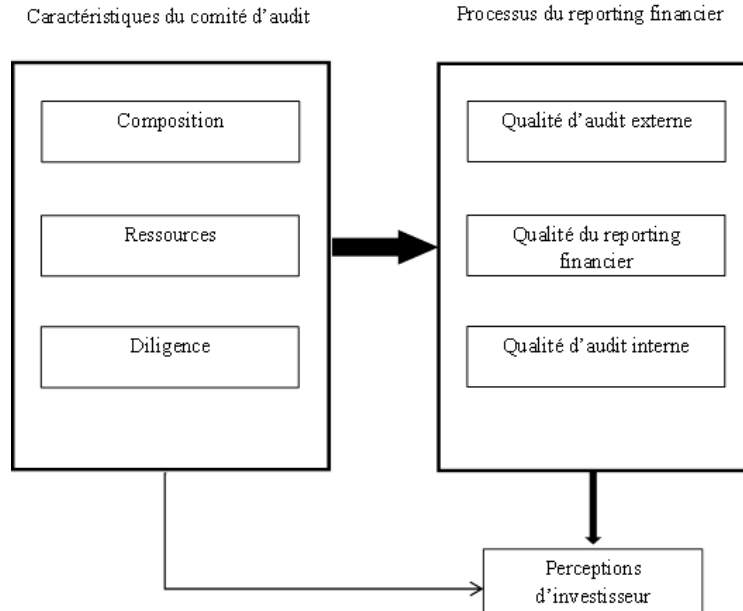 Caractéristiques du comité d'audit
Processus du reporting financier
Composition
Ressources
Diligence
Qualité d'audit externe
Qualité du reporting
financier
Qualité d'audit interne
Perceptions
d'investisseur